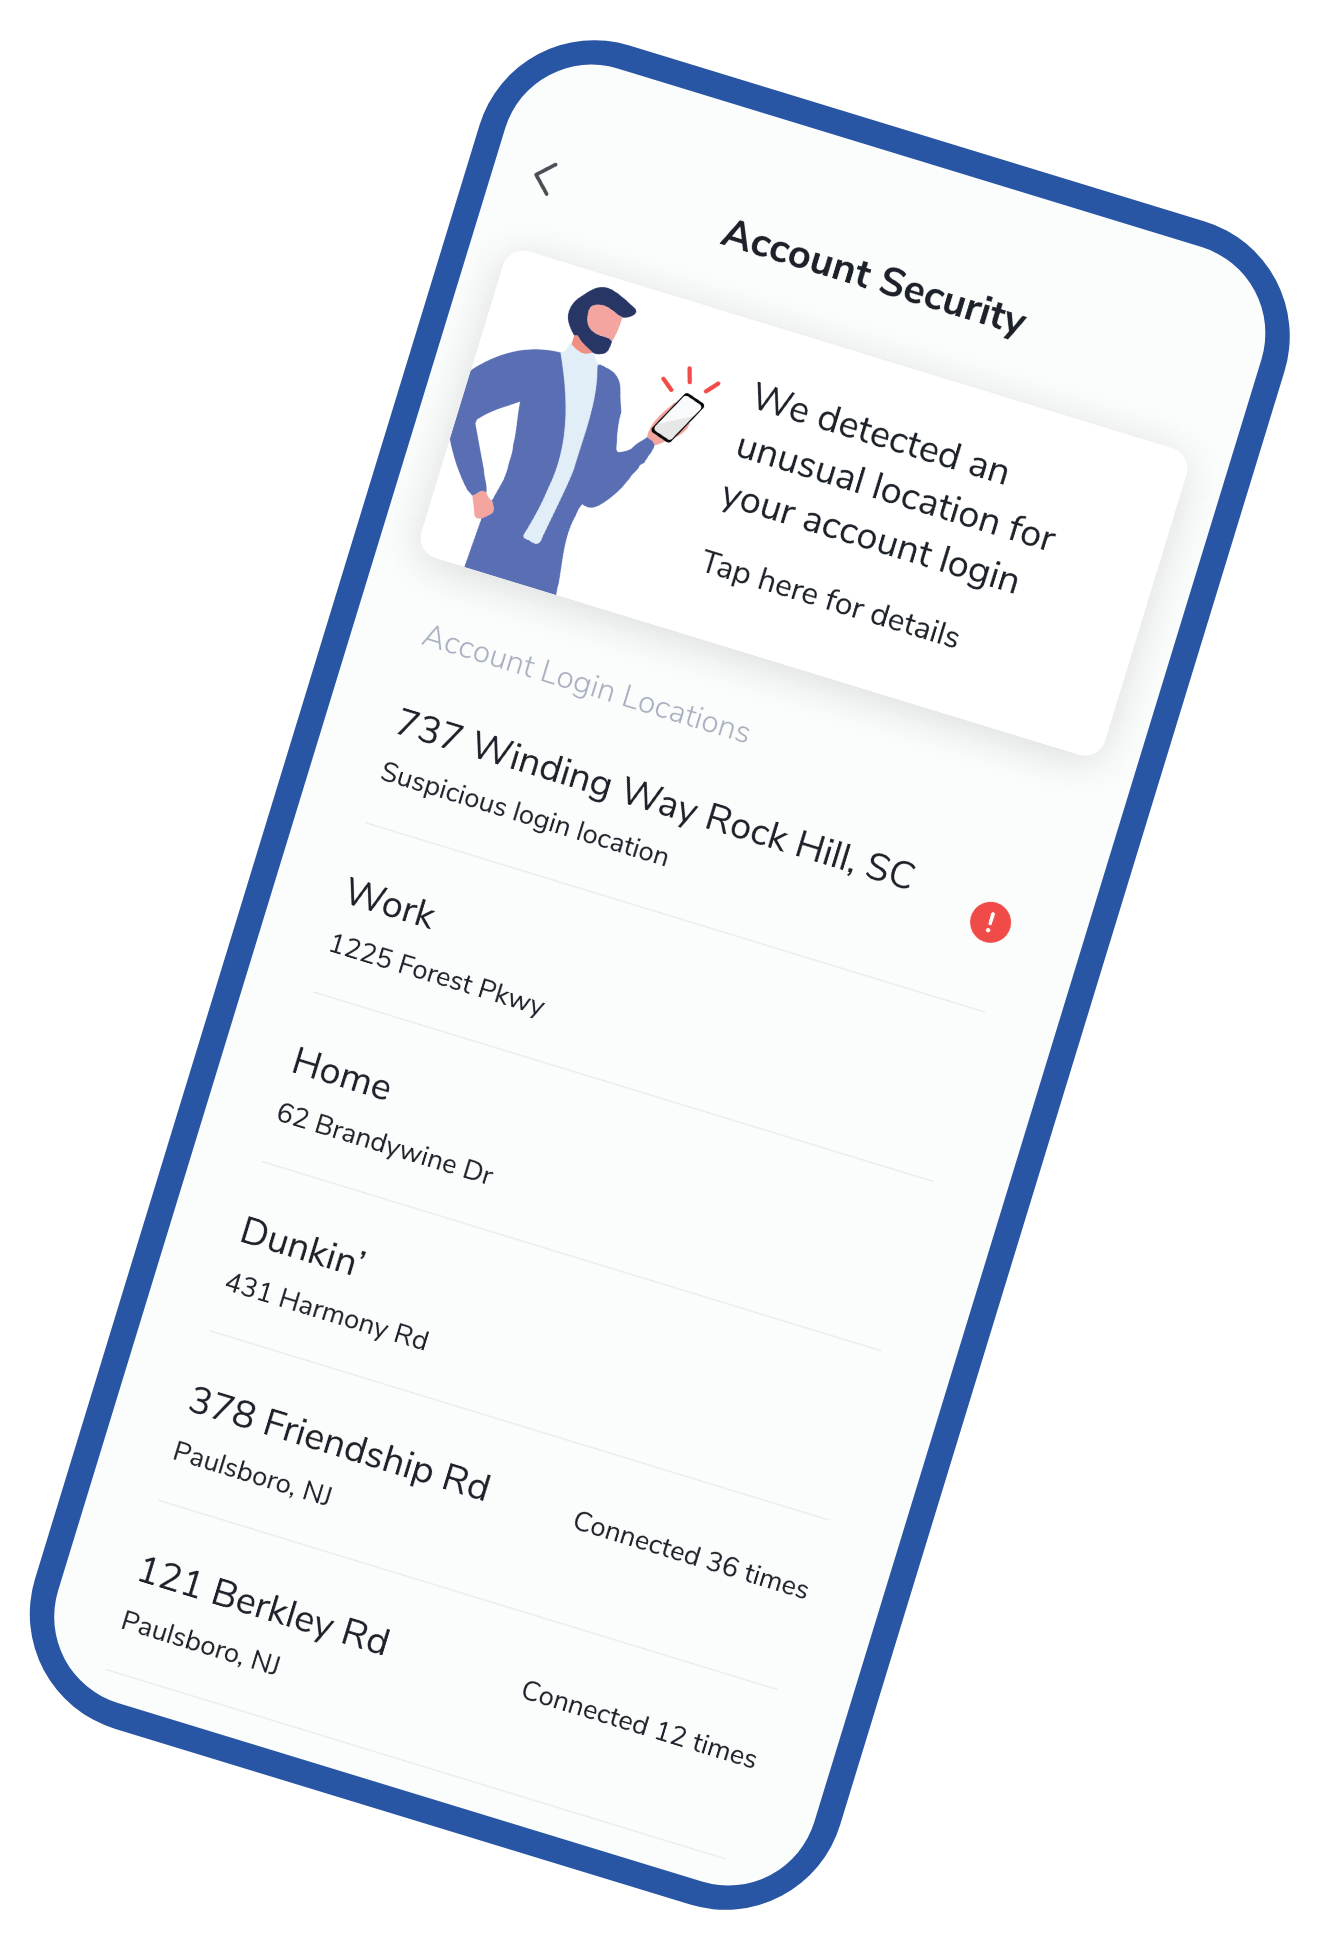 Account Security
We detected an
unusual location for
your account login
Tap here for details
Account Login Locations
737 Winding Way Rock Hill, SC
Suspicious login location
!
Work
1225 Forest Pkwy
Home
62 Brandywine Dr
Dunkin’
431 Harmony Rd
378 Friendship Rd
Paulsboro, NJ
Connected 36 times
121 Berkley Rd
Paulsboro, NJ
Connected 12 times